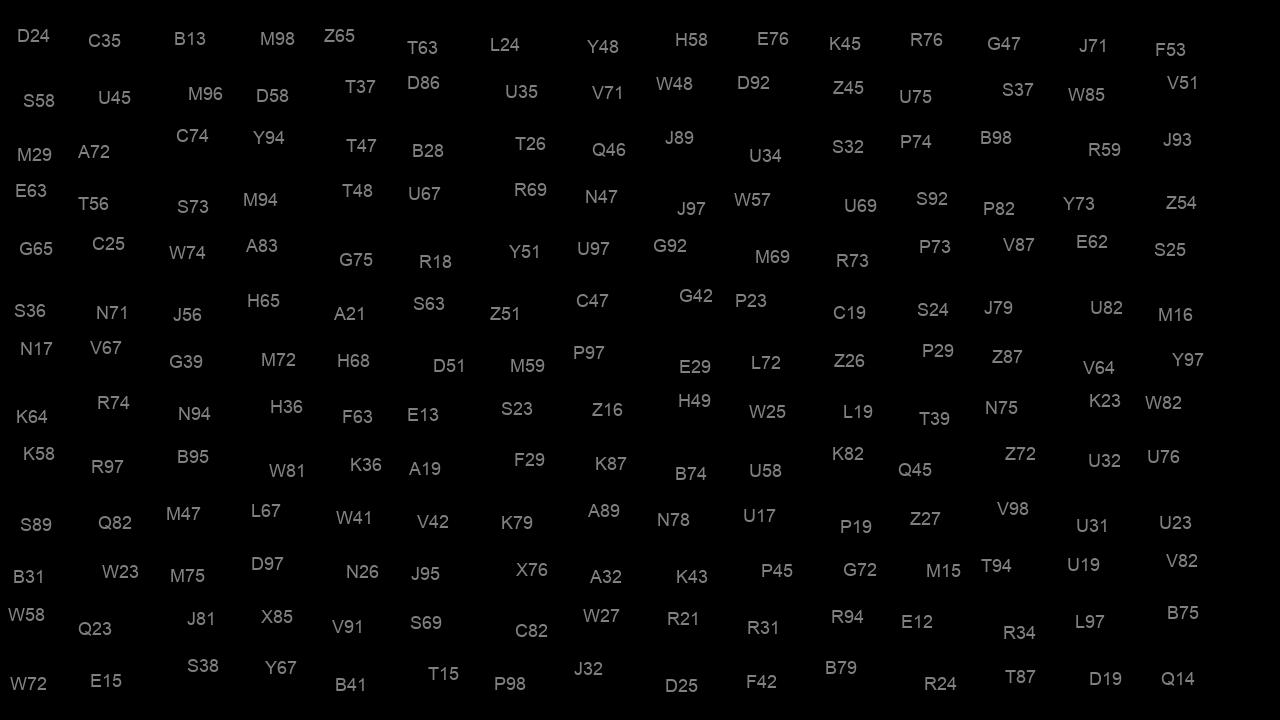 D24 C35 B13 M98 Z65 T63 L24 Y48 H58 E76 K45 R76 G47 J71 F53
S58 U45 M96 D58 T37 D86 U35 V71 W48 D92 Z45 U75 S37 W85 V51
M29 A72 C74 Y94 T47 B28 T26 Q46 J89 U34 S32 P74 B98 R59 J93
E63 T56 S73 M94 T48 U67 R69 N47 J97 W57 U69 S92 P82 Y73 Z54
G65 C25 W74 A83 G75 R18 Y51 U97 G92 M69 R73 P73 V87 E62 S25
S36 N71 J56 H65 A21 S63 Z51 C47 G42 P23 C19 S24 J79 U82 M16
N17 V67 G39 M72 H68 D51 M59 P97 E29 L72 Z26 P29 Z87 V64 Y97
K64 R74 N94 H36 F63 E13 S23 Z16 H49 W25 L19 T39 N75 K23 W82
K58 R97 B95 W81 K36 A19 F29 K87 B74 U58 K82 Q45 Z72 U32 U76
S89 Q82 M47 L67 W41 V42 K79 A89 N78 U17 P19 Z27 V98 U31 U23
B31 W23 M75 D97 N26 J95 X76 A32 K43 P45 G72 M15 T94 U19 V82
W58 Q23 J81 X85 V91 S69 C82 W27 R21 R31 R94 E12 R34 L97 B75
W72 E15 S38 Y67 B41 T15 P98 J32 D25 F42 B79 R24 T87 D19 Q14